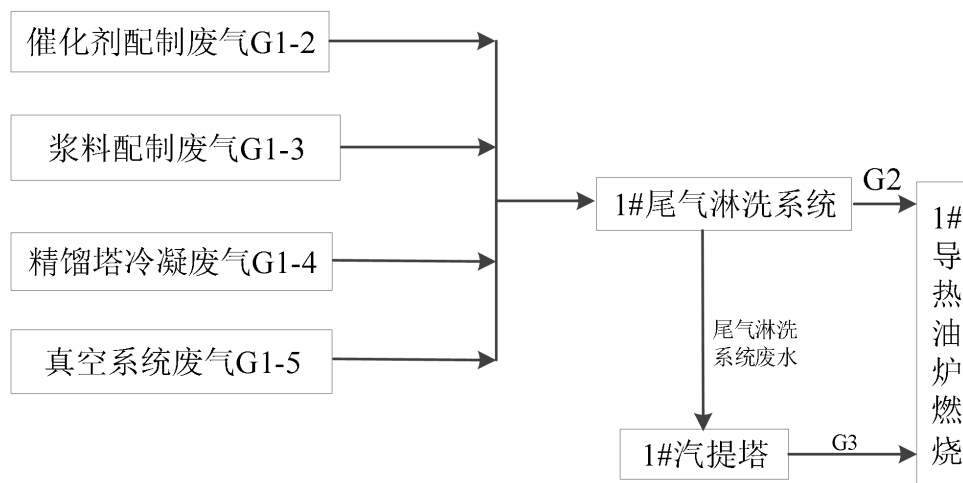 催化剂配制废气G1-2
浆料配制废气G1-3
精馏塔冷凝废气G1-4
真空系统废气G1-5
1#尾气淋洗系统
G2
尾气淋洗
系统废水
1#汽提塔
G3
1#
导
热
油
炉
燃
烧